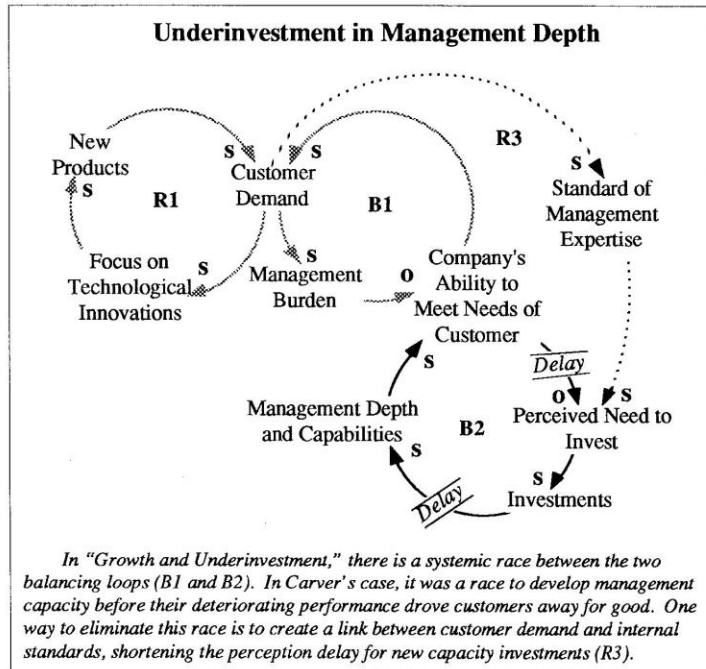 Underinvestment in Management Depth
R3
New
Products
S
S
Customer
Demand
S
S
Standard of
Management
Expertise
S
R1
B1
Focus on
Technological
Innovations
S
S
Management
Burden
O
Company's
Ability to
Meet Needs of
Customer
Delay
S
O
S
Management Depth
and Capabilities
B2
Perceived Need to
Invest
S
S
Delay
Investments
In "Growth and Underinvestment," there is a systemic race between the two
balancing loops (B1 and B2). In Carver's case, it was a race to develop management
capacity before their deteriorating performance drove customers away for good. One
way to eliminate this race is to create a link between customer demand and internal
standards, shortening the perception delay for new capacity investments (R3).